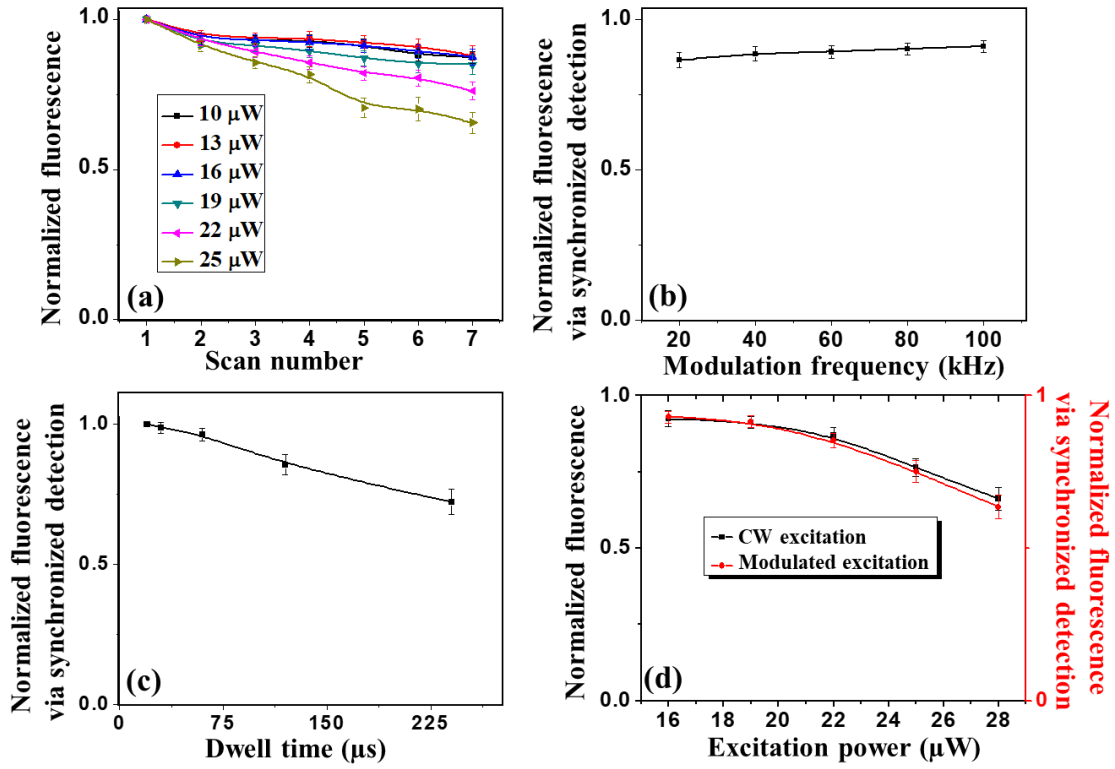 1.0
0.5
0.0
Normalized fluorescence
10 μW
13 μW
16 μW
19 μW
22 μW
25 μW
(a)
1 2 3 4 5 6 7
Scan number
1.0
0.5
0.0
Normalized fluorescence
via synchronized detection
(b)
20 40 60 80 100
Modulation frequency (kHz)
1.0
0.5
0.0
Normalized fluorescence
via synchronized detection
(c)
0 75 150 225
Dwell time (μs)
1.0
0.5
0.0
Normalized fluorescence
CW excitation
Modulated excitation
(d)
16 18 20 22 24 26 28
Excitation power (μW)
1
0
Normalized fluorescence
via synchronized detection